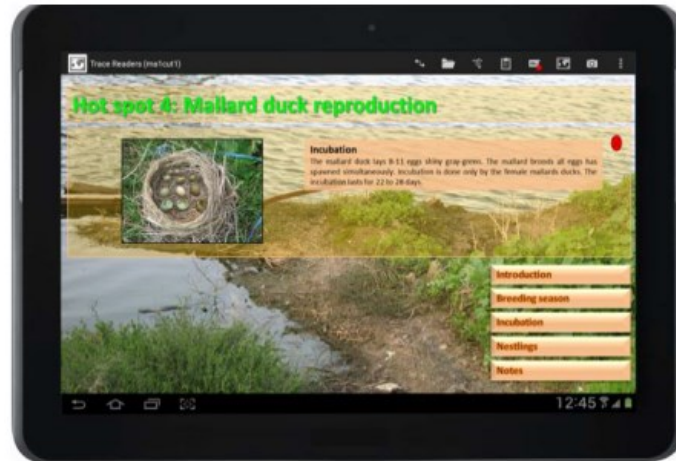 Trace Readers (ma1cut1)
Hot spot 4: Mallard duck reproduction
Incubation
The mallard duck lays 8-11 eggs shiny gray-greens. The mallard broods all eggs has
spawned simultaneously. Incubation is done only by the female mallards ducks. The
incubation lasts for 22 to 28 days.
Introduction
Breeding season
Incubation
Nestlings
Notes
12:45